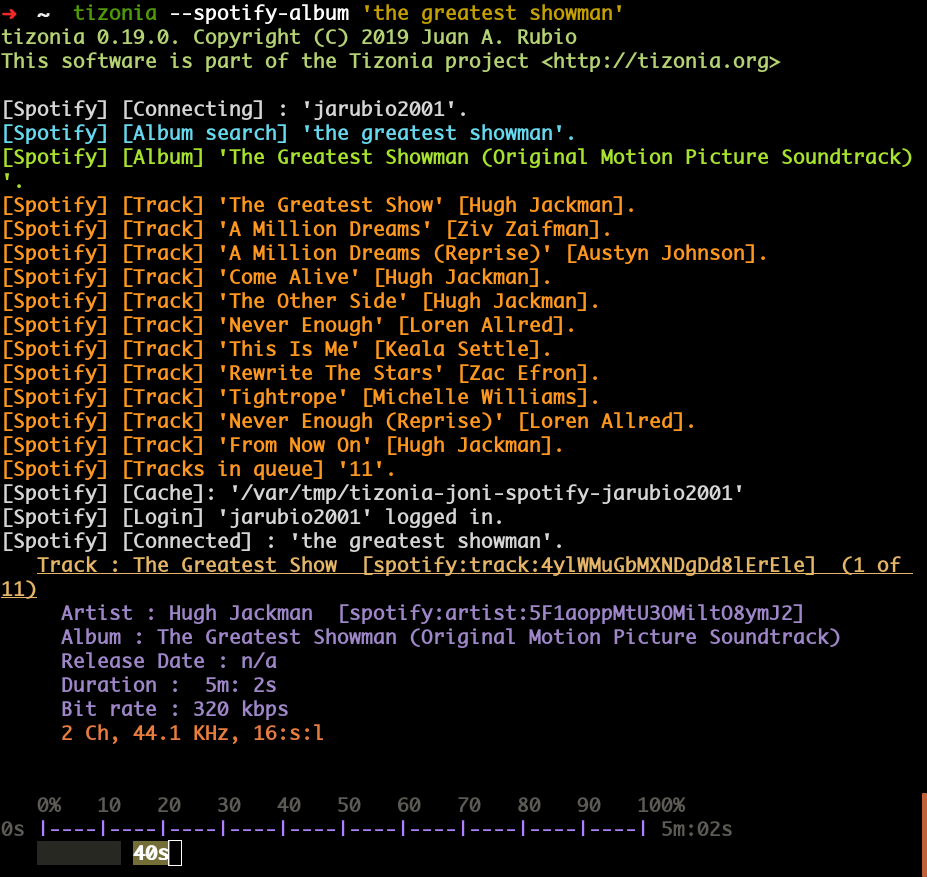 ➜  ~  tizonia --spotify-album 'the greatest showman'
tizonia 0.19.0. Copyright (C) 2019 Juan A. Rubio
This software is part of the Tizonia project <http://tizonia.org>
[Spotify] [Connecting] : 'jarubio2001'.
[Spotify] [Album search] 'the greatest showman'.
[Spotify] [Album] 'The Greatest Showman (Original Motion Picture Soundtrack)
'.
[Spotify] [Track] 'The Greatest Show' [Hugh Jackman].
[Spotify] [Track] 'A Million Dreams' [Ziv Zaifman].
[Spotify] [Track] 'A Million Dreams (Reprise)' [Austyn Johnson].
[Spotify] [Track] 'Come Alive' [Hugh Jackman].
[Spotify] [Track] 'The Other Side' [Hugh Jackman].
[Spotify] [Track] 'Never Enough' [Loren Allred].
[Spotify] [Track] 'This Is Me' [Keala Settle].
[Spotify] [Track] 'Rewrite The Stars' [Zac Efron].
[Spotify] [Track] 'Tightrope' [Michelle Williams].
[Spotify] [Track] 'Never Enough (Reprise)' [Loren Allred].
[Spotify] [Track] 'From Now On' [Hugh Jackman].
[Spotify] [Tracks in queue] '11'.
[Spotify] [Cache]: '/var/tmp/tizonia-joni-spotify-jarubio2001'
[Spotify] [Login] 'jarubio2001' logged in.
[Spotify] [Connected] : 'the greatest showman'.
   Track : The Greatest Show  [spotify:track:4ylWMuGbMXNDgDd8lErEle]  (1 of
11)
     Artist : Hugh Jackman  [spotify:artist:5F1aoppMtU3OMiltO8ymJ2]
     Album : The Greatest Showman (Original Motion Picture Soundtrack)
     Release Date : n/a
     Duration :  5m: 2s
     Bit rate : 320 kbps
     2 Ch, 44.1 KHz, 16:s:l
   0%   10   20   30   40   50   60   70   80   90   100%
0s |----|----|----|----|----|----|----|----|----|----| 5m:02s
           40s